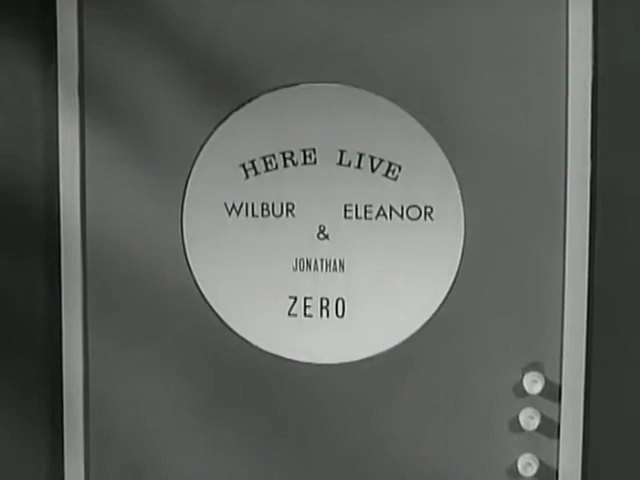 HERE LIVE
WILBUR ELEANOR
&
JONATHAN
ZERO